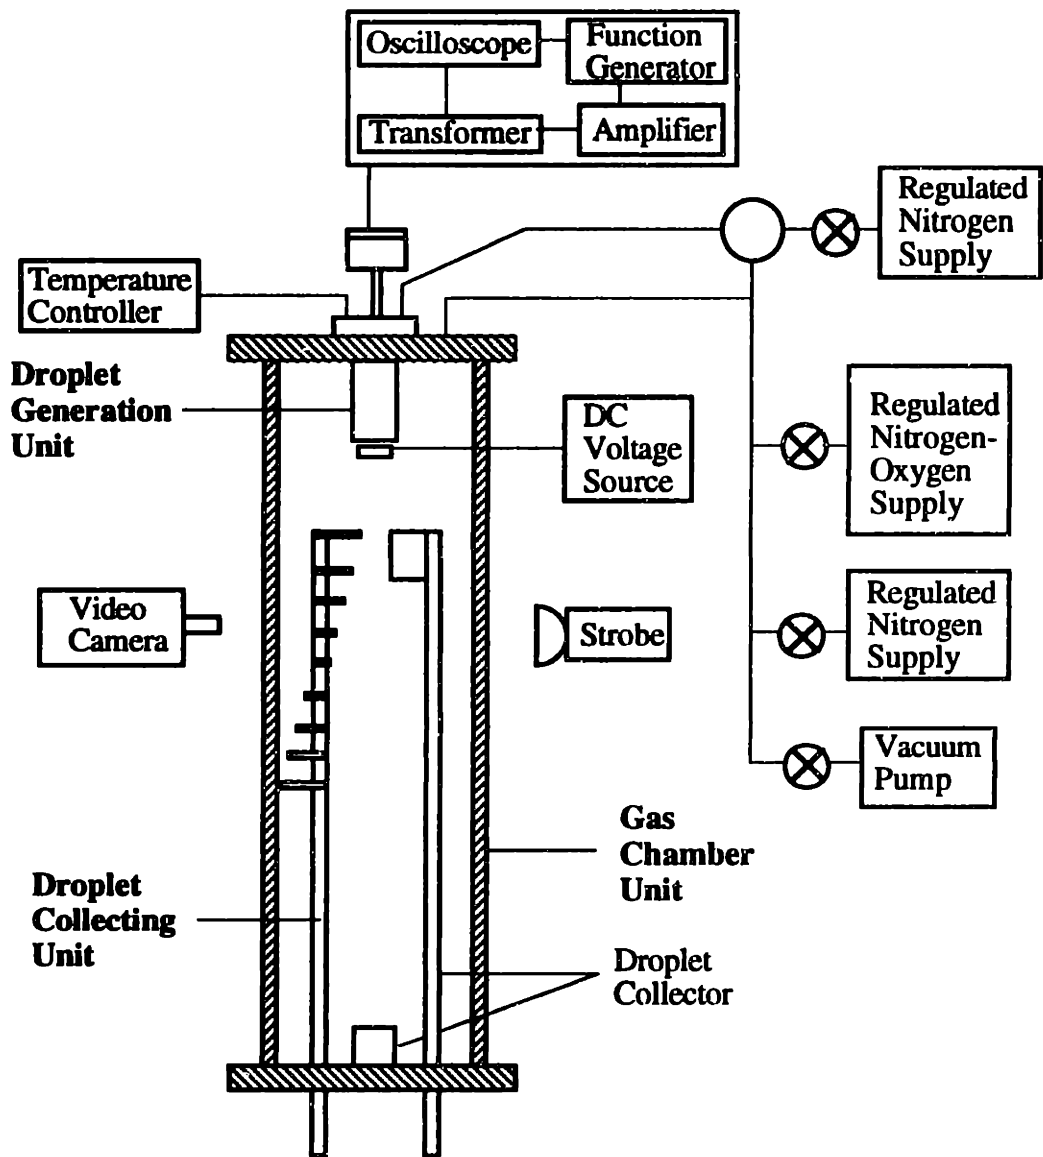 Oscilloscope
Function
Generator
Transformer
Amplifier
Regulated
Nitrogen
Supply
Temperature
Controller
Droplet
Generation
Unit
DC
Voltage
Source
Regulated
Nitrogen-
Oxygen
Supply
Video
Camera
Strobe
Regulated
Nitrogen
Supply
Vacuum
Pump
Gas
Chamber
Unit
Droplet
Collecting
Unit
Droplet
Collector